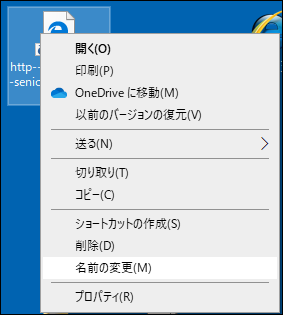 http--
-senic
開く(O)
印刷(P)
OneDrive に移動(M)
以前のバージョンの復元(V)
送る(N)
切り取り(T)
コピー(C)
ショートカットの作成(S)
削除(D)
名前の変更(M)
プロパティ(R)